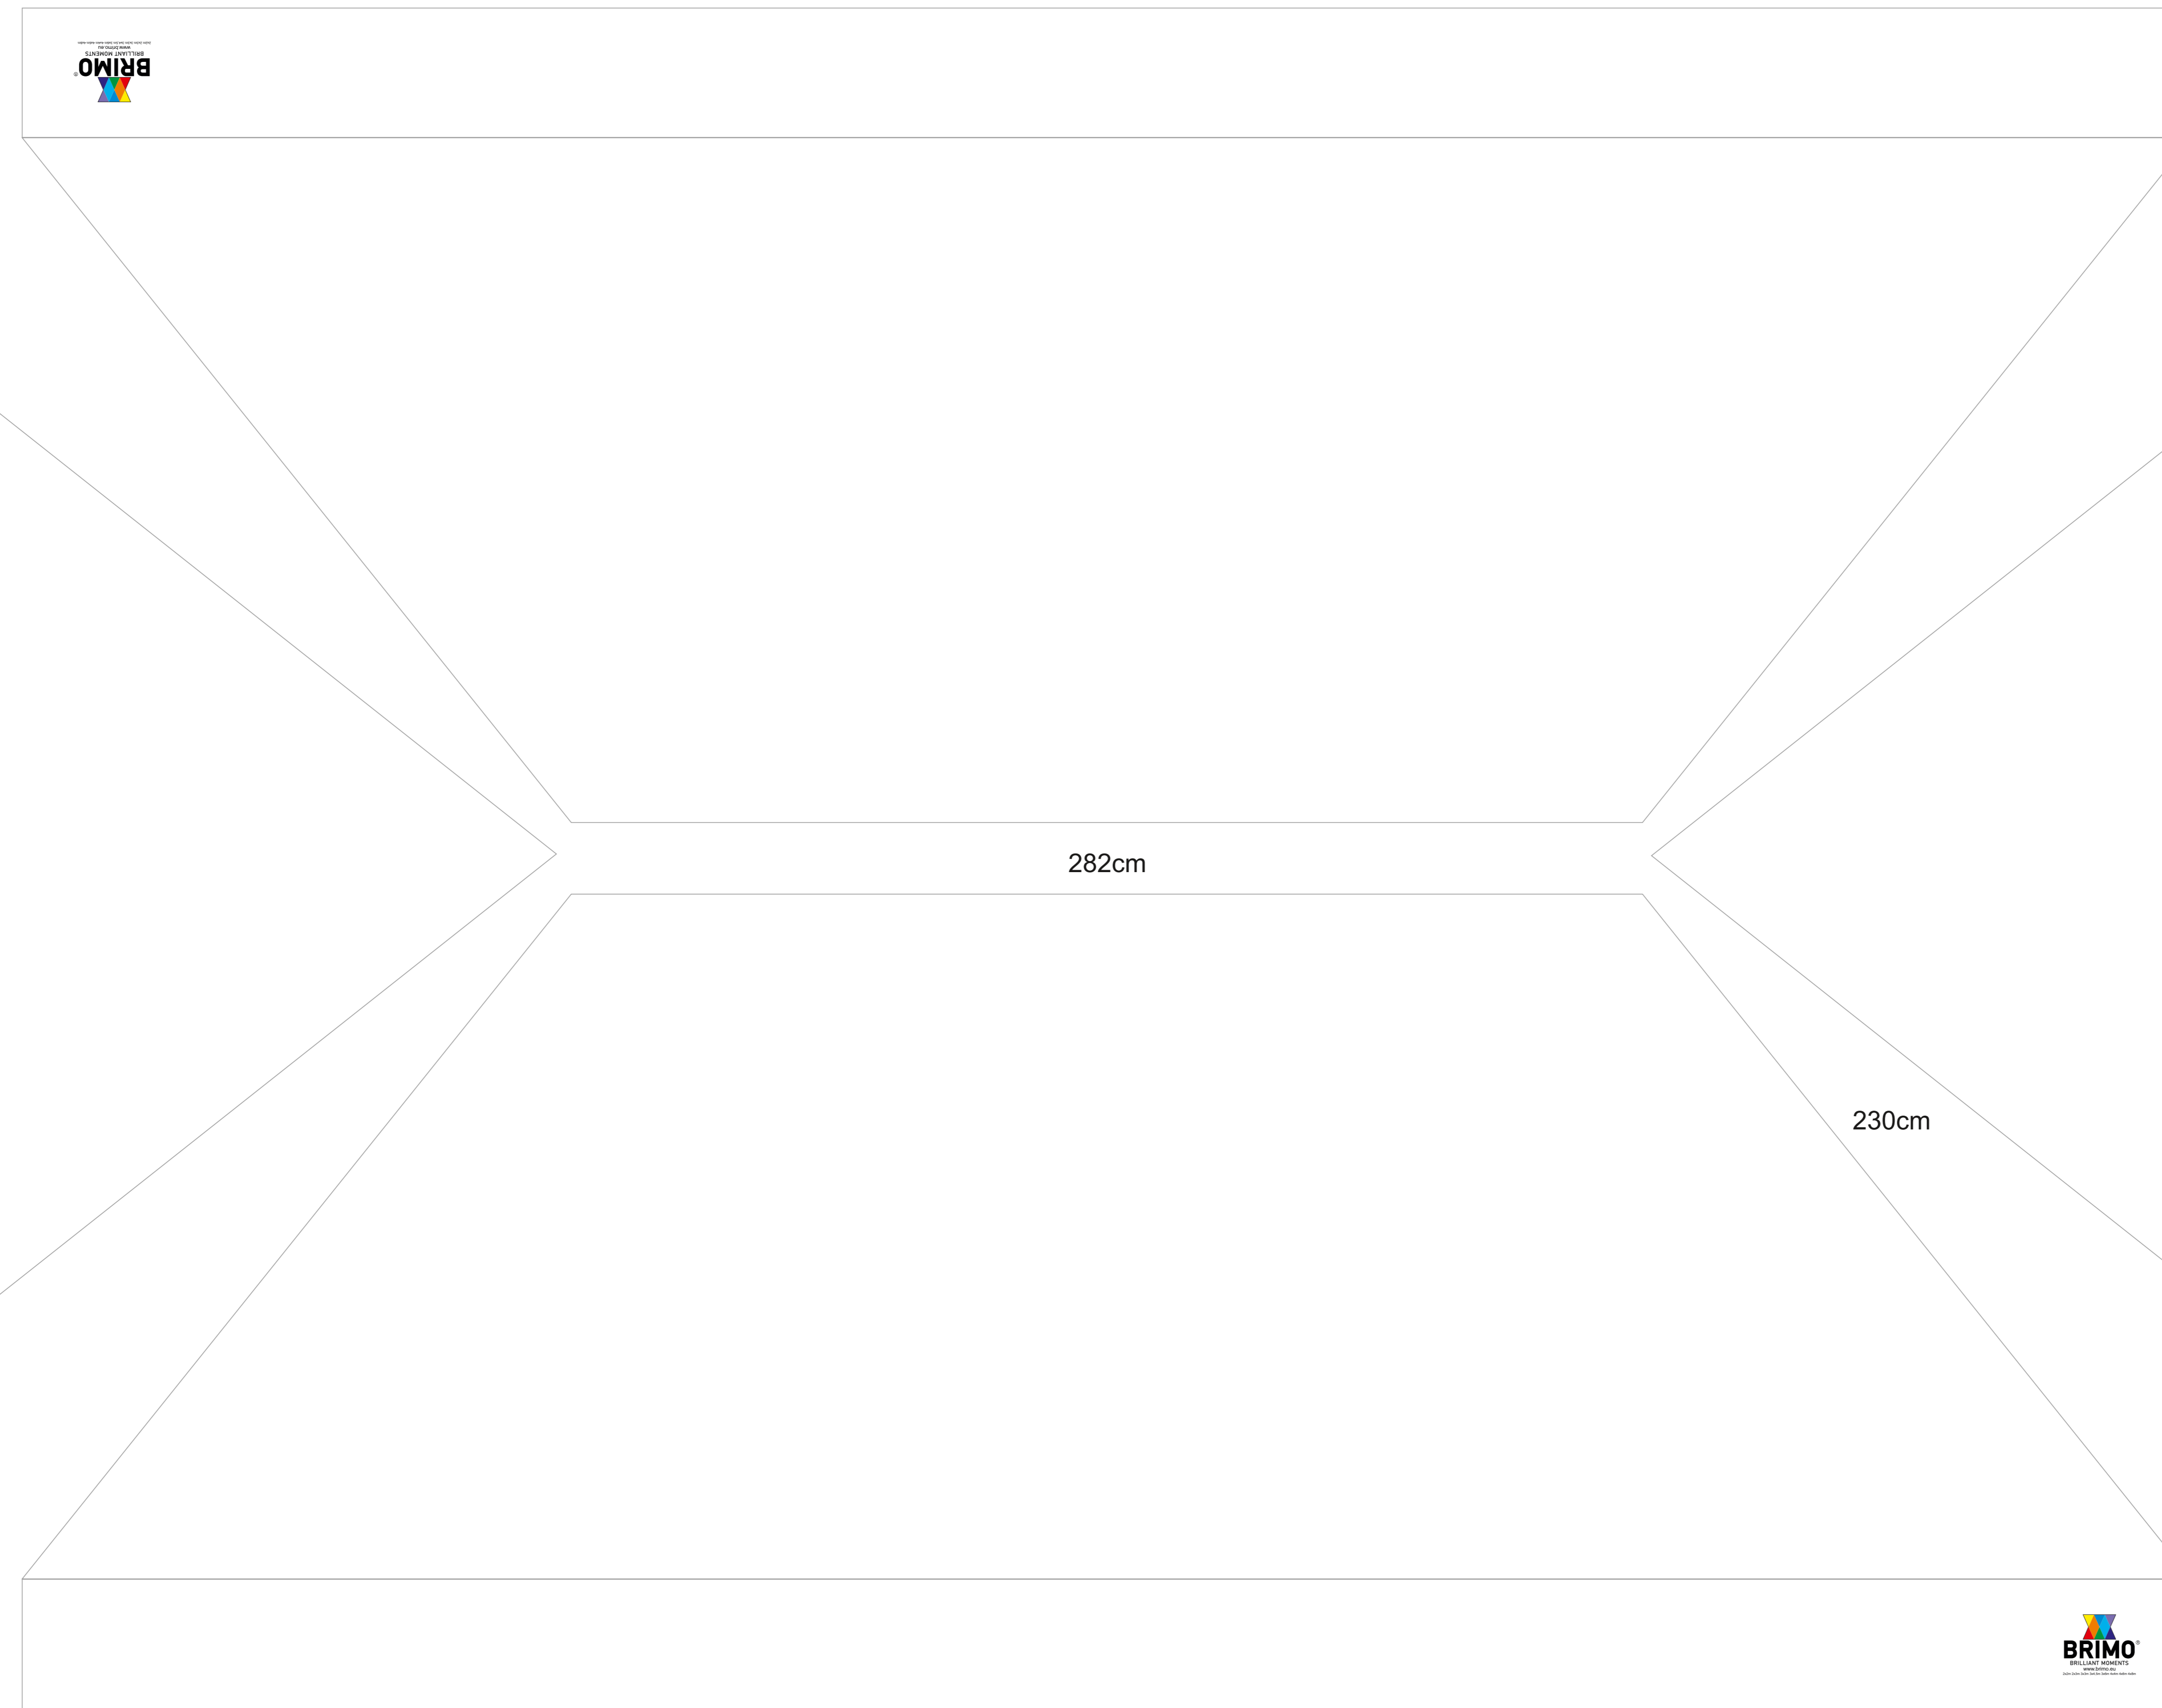 www.brimo.eu
BRILLIANT MOMENTS
BRIMO®
282cm
230cm
BRIMO®
BRILLIANT MOMENTS
www.brimo.eu